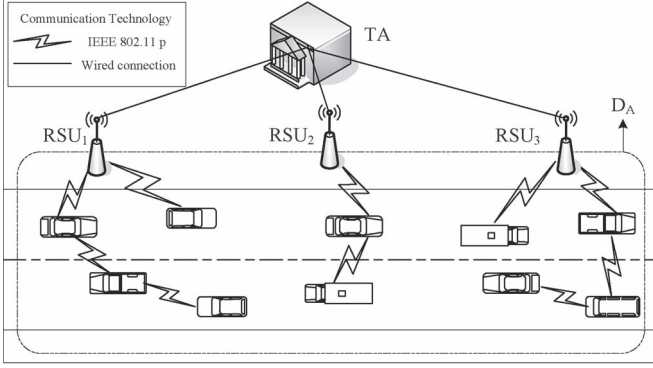 Communication Technology
IEEE 802.11 p
Wired connection
TA
RSU1
RSU2
RSU3
DA